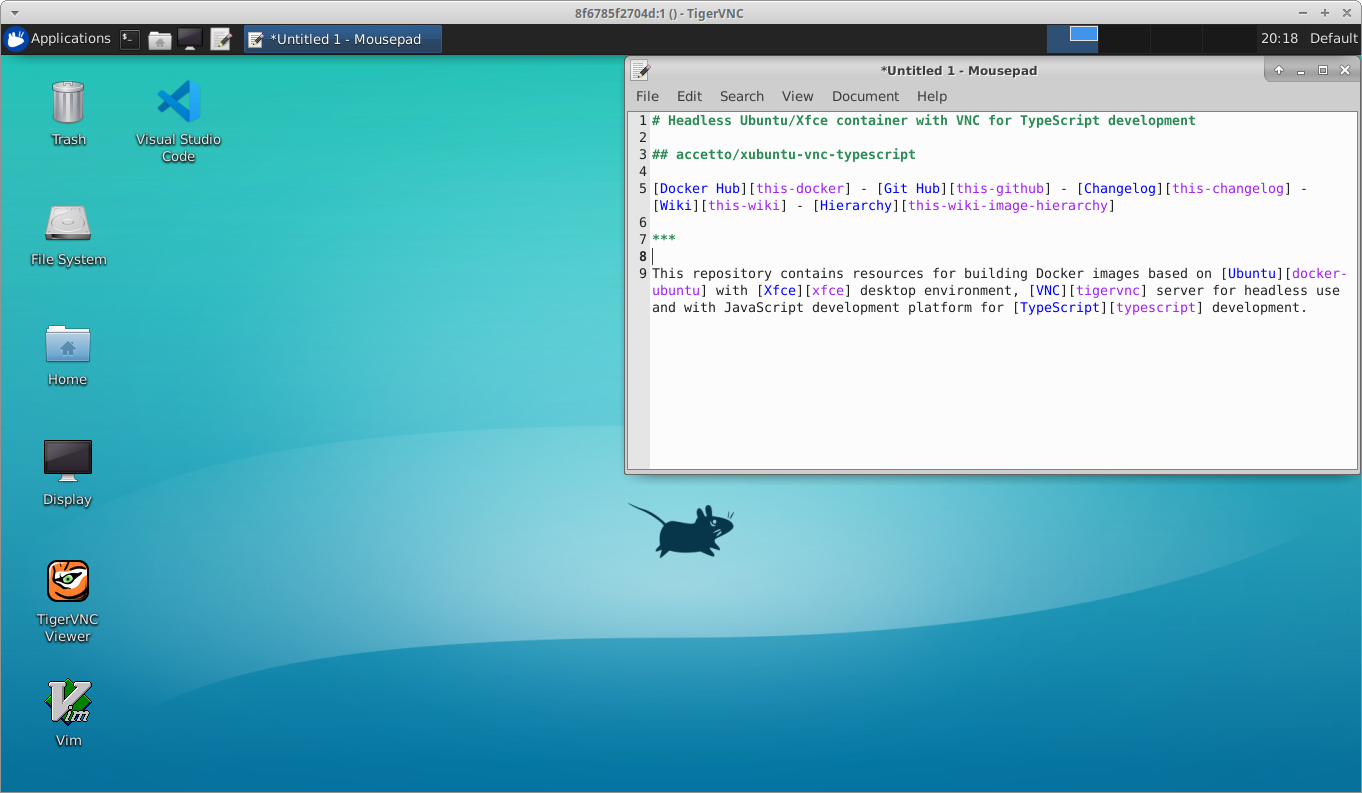 8f6785f2704d:1 () - TigerVNC
Applications
*Untitled 1 - Mousepad
20:18
Default
Trash
Visual Studio
Code
File System
Home
Display
TigerVNC
Viewer
Vim
Vim
*Untitled 1 - Mousepad
File Edit Search View Document Help
1 # Headless Ubuntu/Xfce container with VNC for TypeScript development
2
3 ## accetto/xubuntu-vnc-typescript
4
5 [Docker Hub][this-docker] - [Git Hub][this-github] - [Changelog][this-changelog] -
[Wiki][this-wiki] - [Hierarchy][this-wiki-image-hierarchy]
6
7 ***
8
9 This repository contains resources for building Docker images based on [Ubuntu][docker-
ubuntu] with [Xfce][xfce] desktop environment, [VNC][tigervnc] server for headless use
and with JavaScript development platform for [TypeScript][typescript] development.